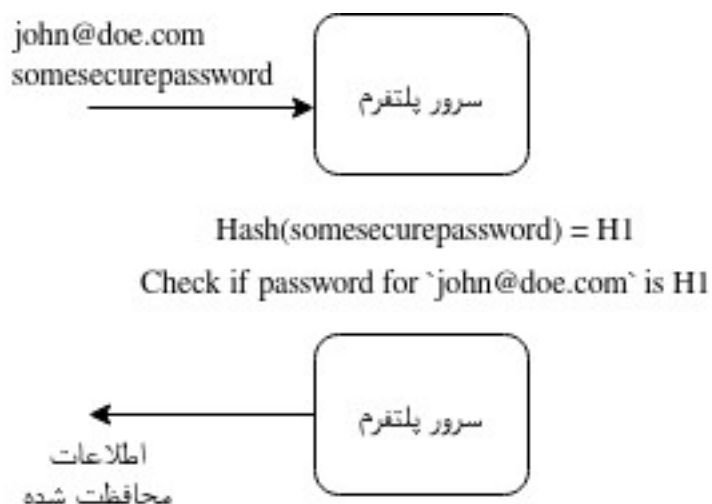 john@doe.com
somesecurepassword
سرور پلتفرم
Hash(somesecurepassword) = H1
Check if password for `john@doe.com` is H1
سرور پلتفرم
اطلاعات
محافظت شده